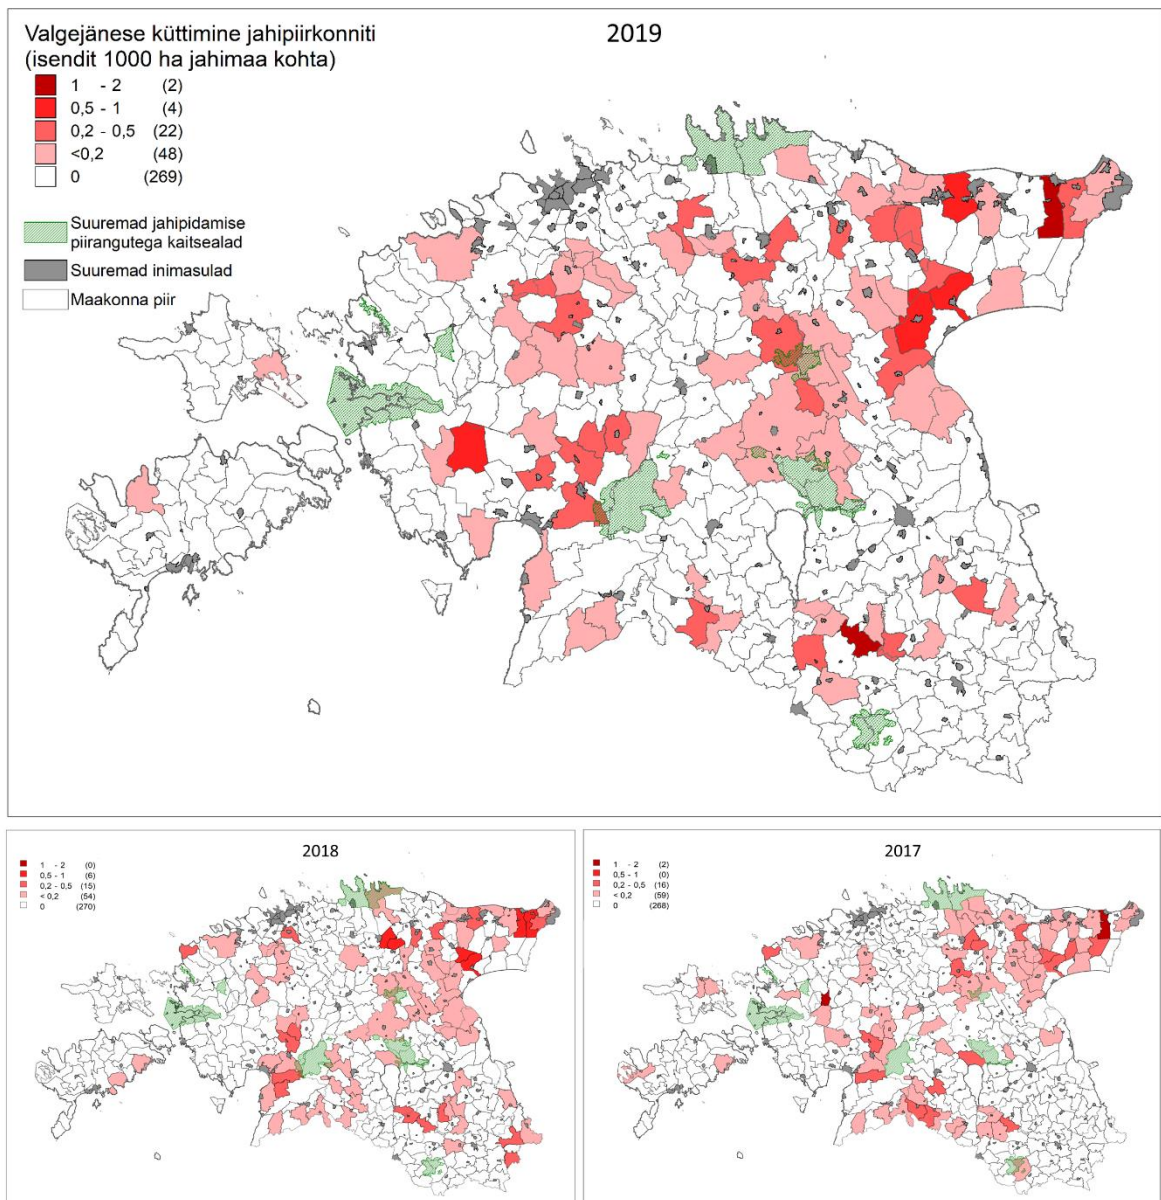 Valgejänese küttimine jahipiirkonniti
(isendit 1000 ha jahimaa kohta)
2019
1 - 2 (2)
0,5 - 1 (4)
0,2 - 0,5 (22)
<0,2 (48)
0 (269)
Suuremad jahipidamise
piirangutega kaitsealad
Suuremad inimasulad
Maakonna piir
2018
1 - 2 (0)
0,5 - 1 (6)
0,2 - 0,5 (15)
< 0,2 (54)
0 (270)
2017
1 - 2 (2)
0,5 - 1 (0)
0,2 - 0,5 (16)
< 0,2 (59)
0 (268)